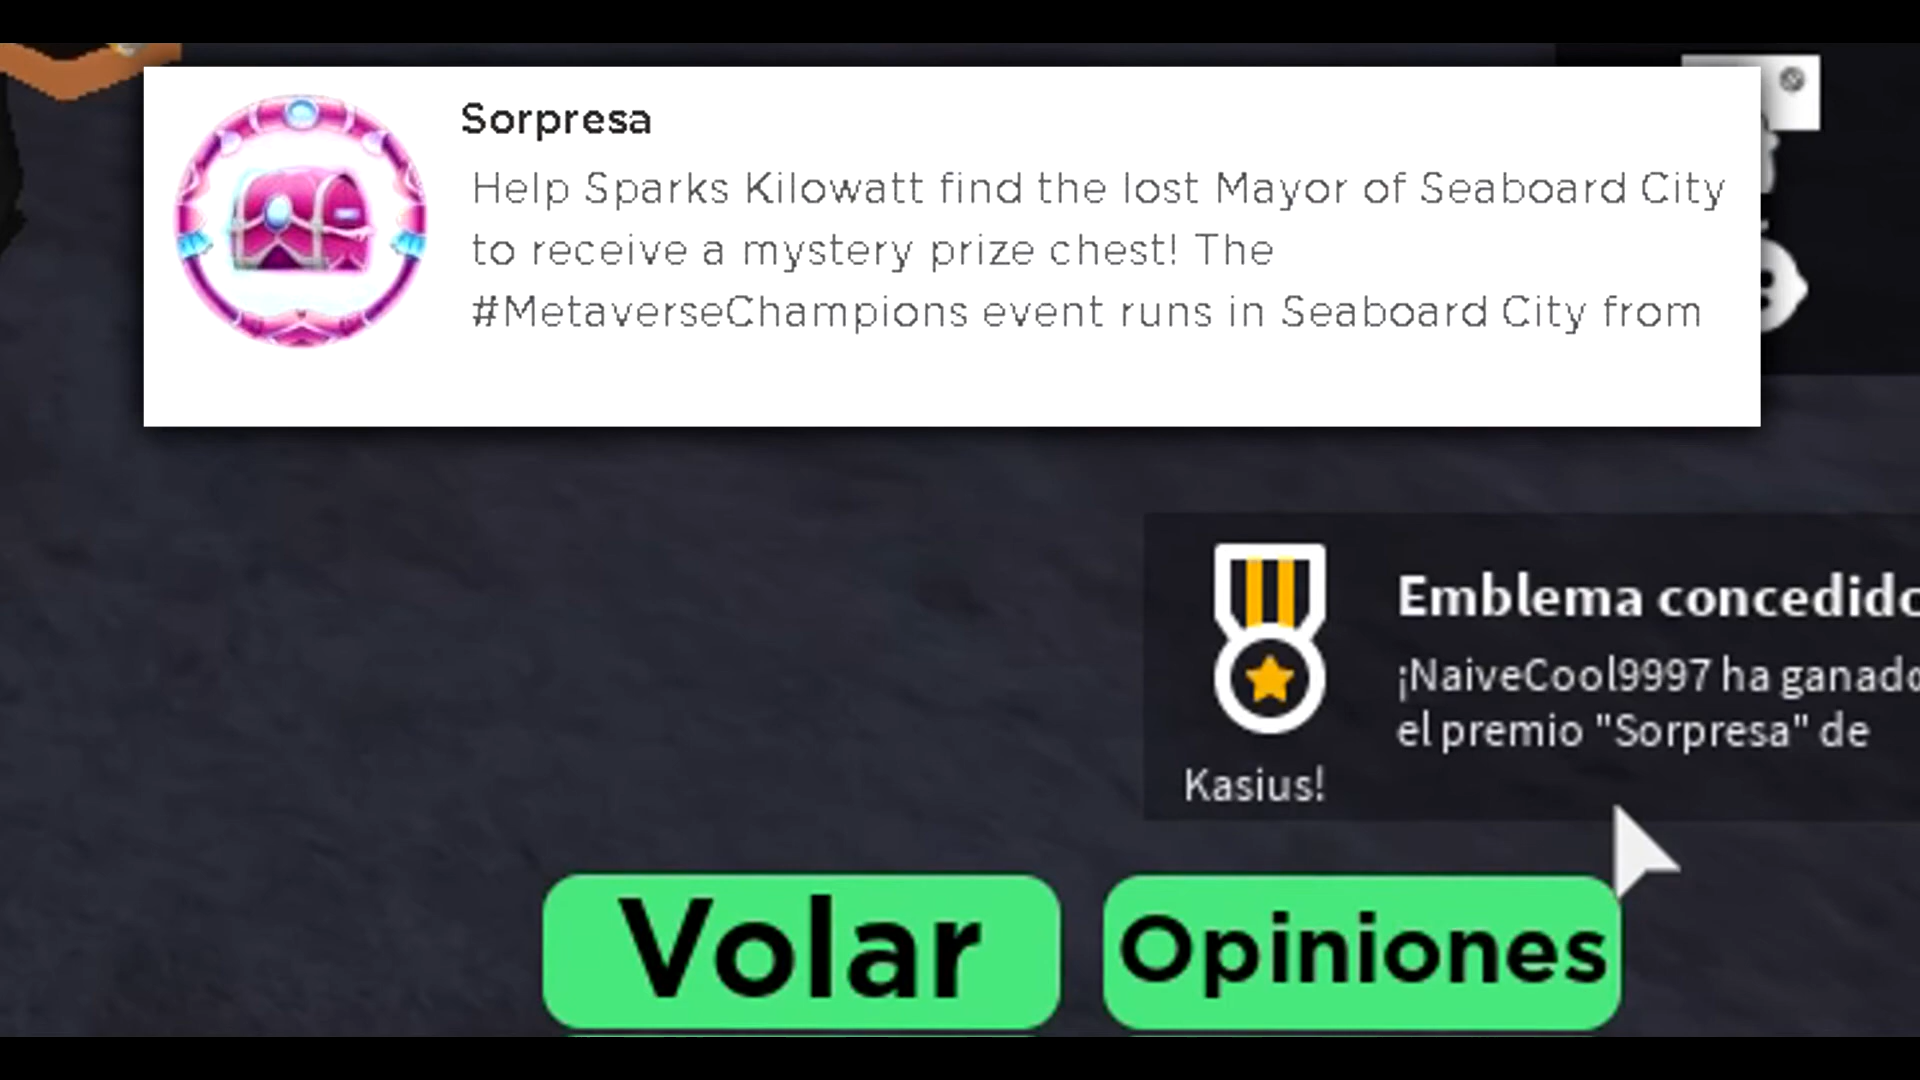 Sorpresa
Help Sparks Kilowatt find the lost Mayor of Seaboard City
to receive a mystery prize chest! The
#MetaverseChampions event runs in Seaboard City from
Emblema concedido
¡NaiveCool9997 ha ganado
el premio "Sorpresa" de
Kasius!
Volar
Opiniones